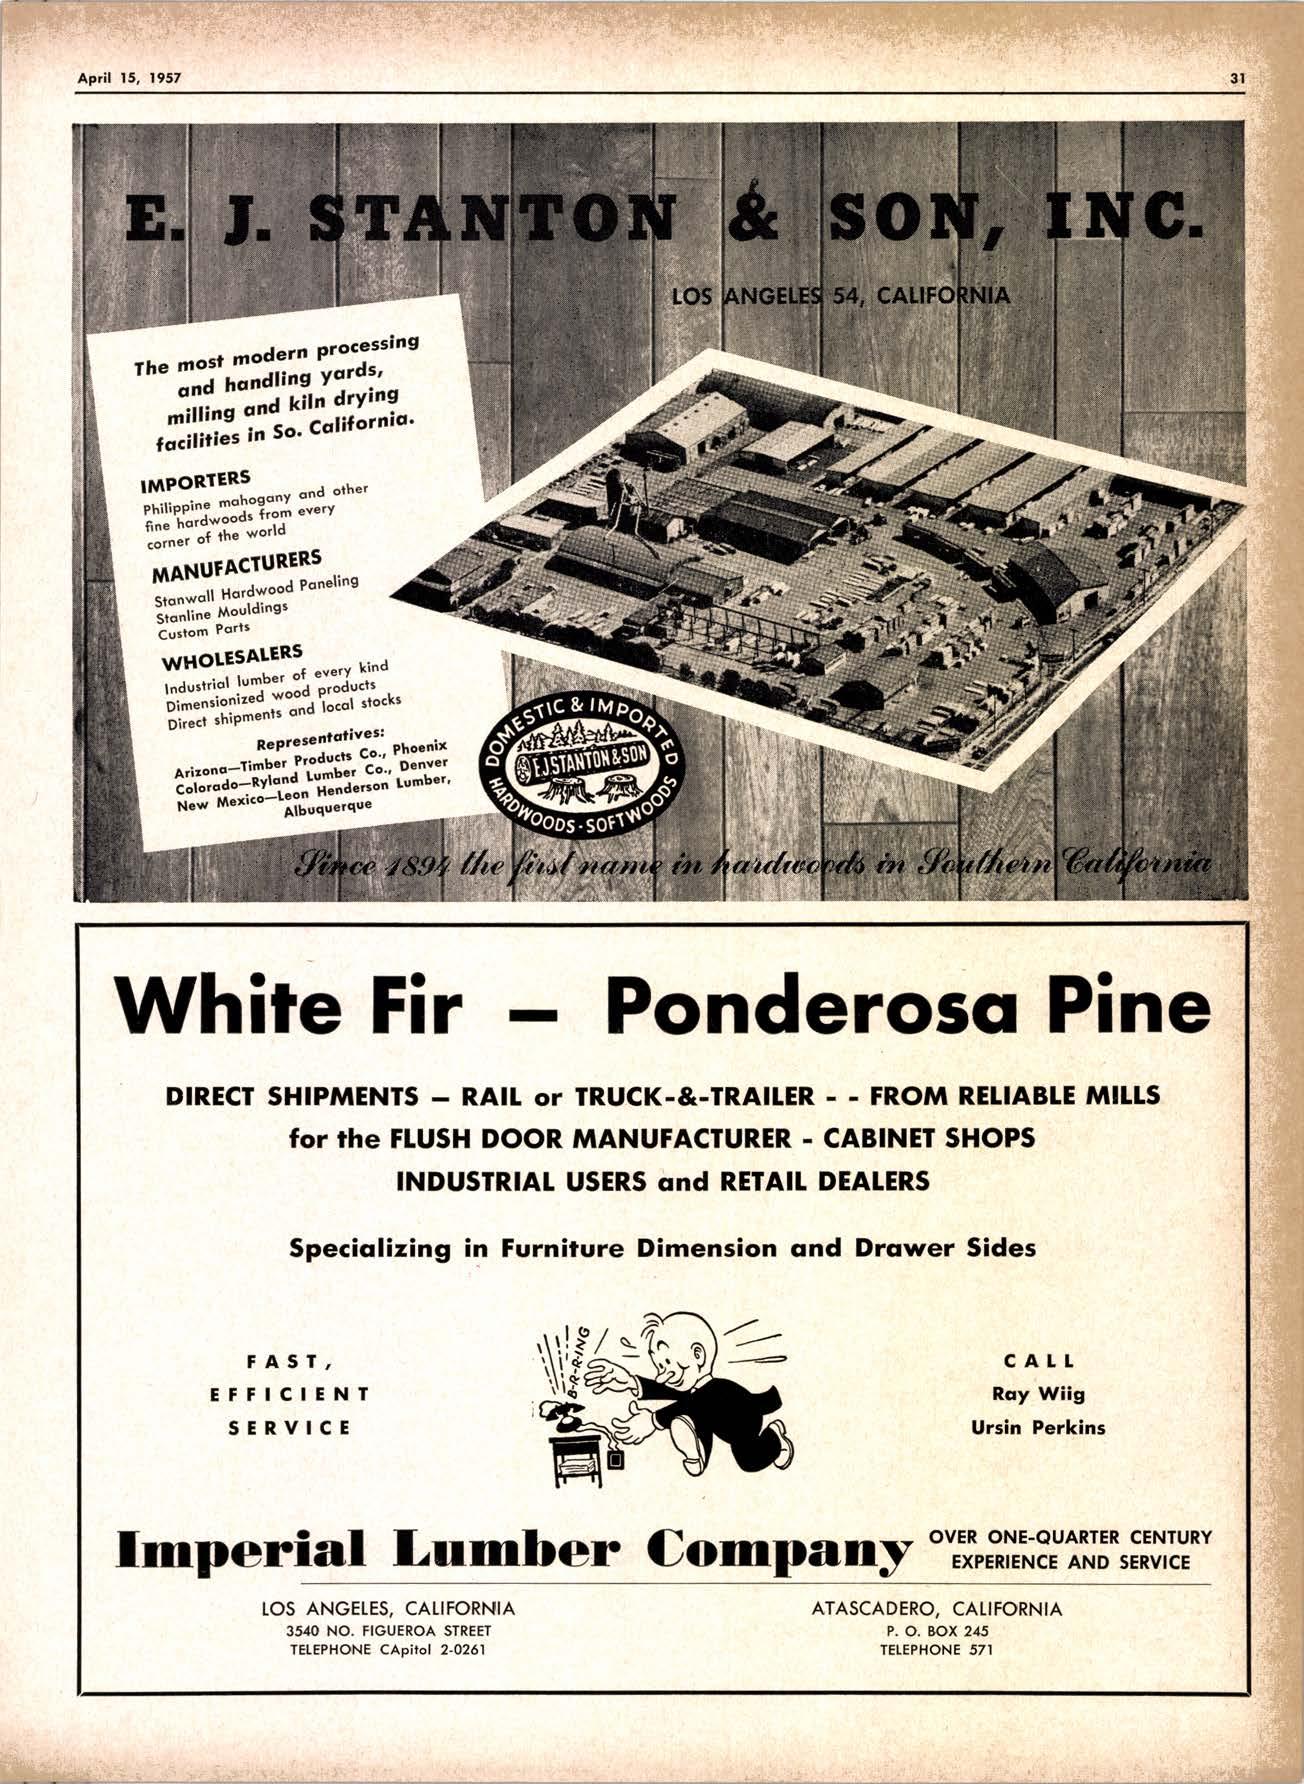 April 15, 1957
31
E. J. STANTON & SON, INC.
LOS ANGELES 54, CALIFORNIA
The most modern processing
and handling yards,
milling and kiln drying
facilities in So. California.
IMPORTERS
Philippine mahogany and other
fine hardwoods from every
corner of the world
MANUFACTURERS
Stanwall Hardwood Paneling
Stanline Mouldings
Custom Parts
WHOLESALERS
Industrial lumber of every kind
Dimensionized wood products
Direct shipments and local stocks
Representatives:
Arizona—Timber Products Co., Phoenix
Colorado—Ryland Lumber Co., Denver
New Mexico—Leon Henderson Lumber,
Albuquerque
DOMESTIC & IMPORTED
E.J. STANTON & SON
HARDWOODS - SOFTWOODS
Since 1894 the first name in hardwoods in Southern California
White Fir — Ponderosa Pine
DIRECT SHIPMENTS — RAIL or TRUCK-&-TRAILER - - FROM RELIABLE MILLS
for the FLUSH DOOR MANUFACTURER - CABINET SHOPS
INDUSTRIAL USERS and RETAIL DEALERS
Specializing in Furniture Dimension and Drawer Sides
FAST,
EFFICIENT
SERVICE
B-R-R-ING
CALL
Ray Wiig
Ursin Perkins
Imperial Lumber Company
OVER ONE-QUARTER CENTURY
EXPERIENCE AND SERVICE
LOS ANGELES, CALIFORNIA
3540 NO. FIGUEROA STREET
TELEPHONE CApitol 2-0261
ATASCADERO, CALIFORNIA
P. O. BOX 245
TELEPHONE 571